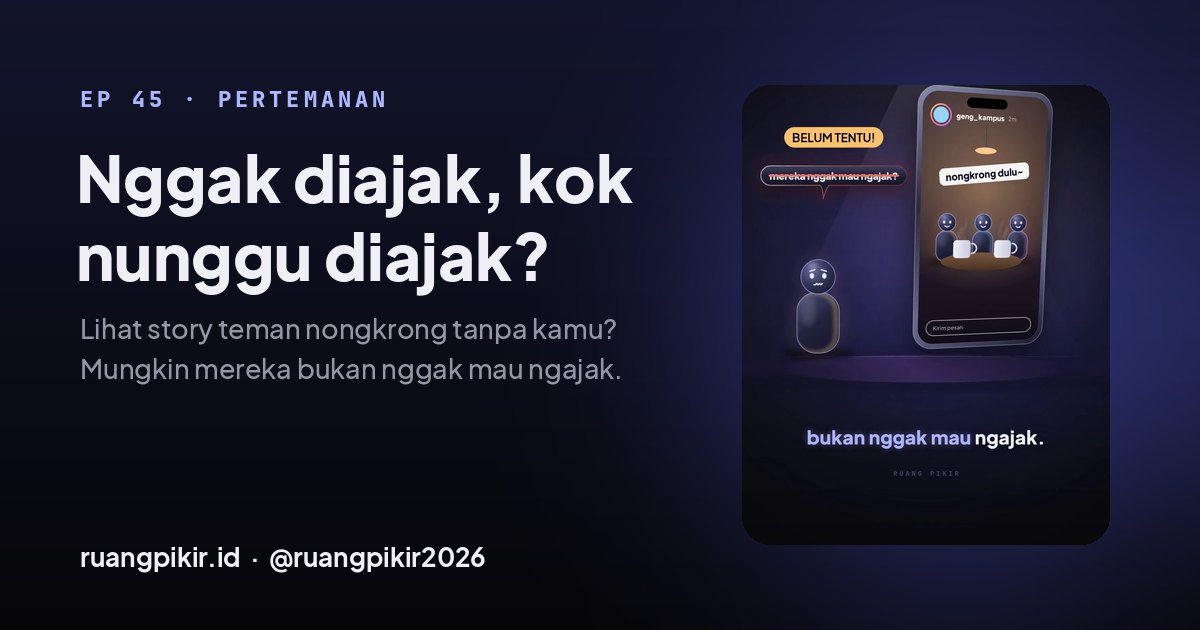 EP 45 · PERTEMANAN
Nggak diajak, kok
nunggu diajak?
Lihat story teman nongkrong tanpa kamu?
Mungkin mereka bukan nggak mau ngajak.
ruangpikir.id · @ruangpikir2026
BELUM TENTU!
mereka nggak mau ngajak?
geng_kampus 2m
nongkrong dulu~
Kirim pesan
bukan nggak mau ngajak.
RUANG PIKIR